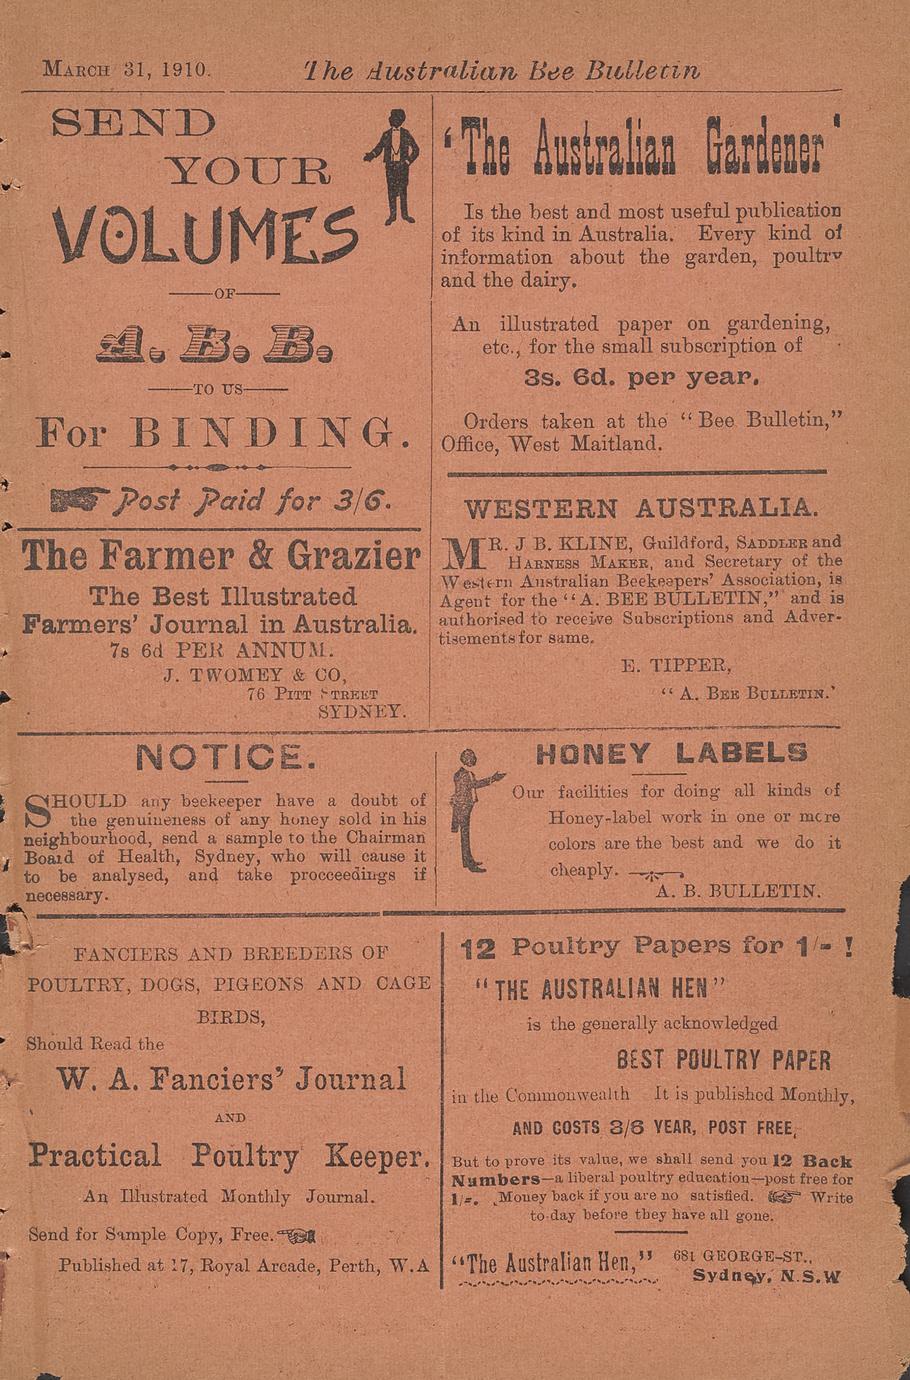 MARCH 31, 1910. The Australian Bee Bulletin
SEND
YOUR
VOLUMES
OF
A. B. B.
TO US
For BINDING.
Post Paid for 3/6.
The Farmer & Grazier
The Best Illustrated
Farmers' Journal in Australia.
7s 6d PER ANNUM.
J. TWOMEY & CO,
76 PITT STREET
SYDNEY.
'The Australian Gardener'
Is the best and most useful publication
of its kind in Australia. Every kind of
information about the garden, poultry
and the dairy.
An illustrated paper on gardening,
etc., for the small subscription of
3s. 6d. per year.
Orders taken at the "Bee Bulletin,"
Office, West Maitland.
WESTERN AUSTRALIA.
MR. J B. KLINE, Guildford, SADDLER and
HARNESS MAKER, and Secretary of the
Western Australian Beekeepers' Association, is
Agent for the "A. BEE BULLETIN," and is
authorised to receive Subscriptions and Adver-
tisements for same.
E. TIPPER,
"A. BEE BULLETIN.'
NOTICE.
SHOULD any beekeeper have a doubt of
the genuineness of any honey sold in his
neighbourhood, send a sample to the Chairman
Board of Health, Sydney, who will cause it
to be analysed, and take procceedings if
necessary.
HONEY LABELS
Our facilities for doing all kinds of
Honey-label work in one or more
colors are the best and we do it
cheaply.
A. B. BULLETIN.
FANCIERS AND BREEDERS OF
POULTRY, DOGS, PIGEONS AND CAGE
BIRDS,
Should Read the
W. A. Fanciers' Journal
AND
Practical Poultry Keeper.
An Illustrated Monthly Journal.
Send for Sample Copy, Free.
Published at 17, Royal Arcade, Perth, W.A
12 Poultry Papers for 1/- !
"THE AUSTRALIAN HEN"
is the generally acknowledged
BEST POULTRY PAPER
in the Commonwealth It is published Monthly,
AND COSTS 3/6 YEAR, POST FREE,
But to prove its value, we shall send you 12 Back
Numbers—a liberal poultry education—post free for
1/-. Money back if you are no satisfied. Write
to-day before they have all gone.
"The Australian Hen," 681 GEORGE-ST.,
Sydney, N.S.W